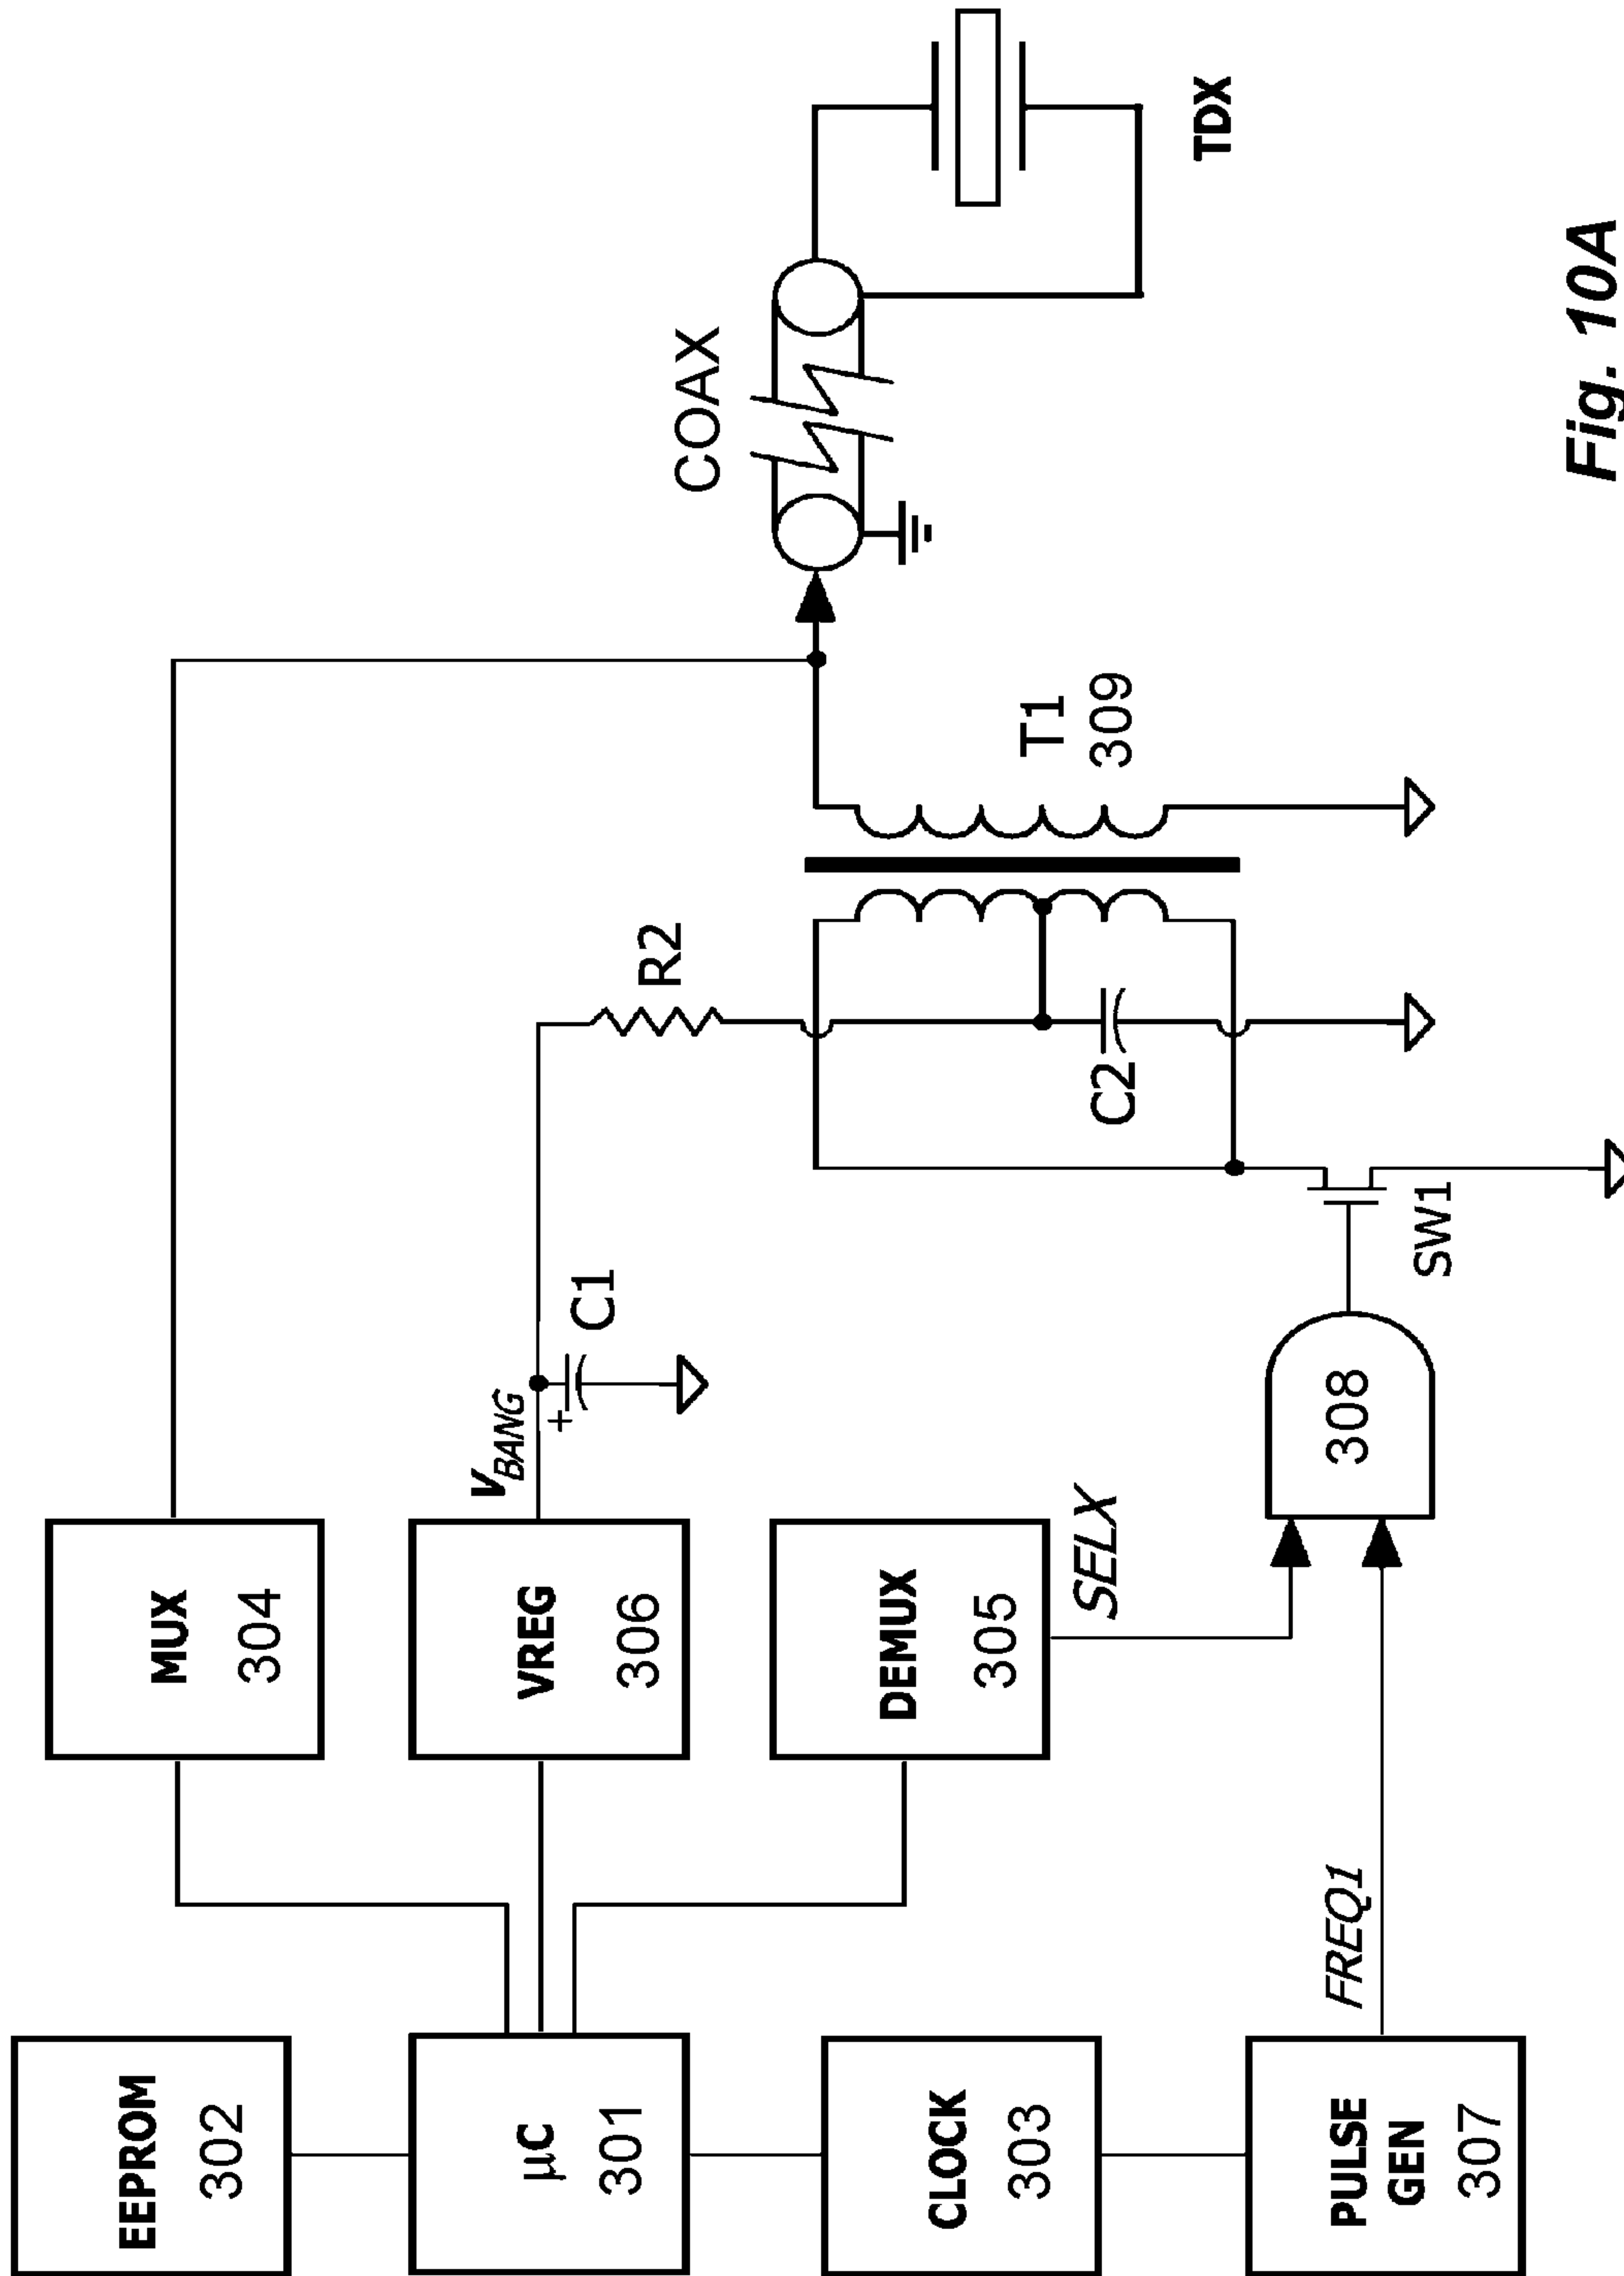 EEPROM
302
µC
301
CLOCK
303
PULSE
GEN
307
MUX
304
VREG
306
DEMUX
305
VBANG
+
C1
SELX
FREQ1
308
SW1
R2
C2
T1
309
COAX
TDX
Fig. 10A